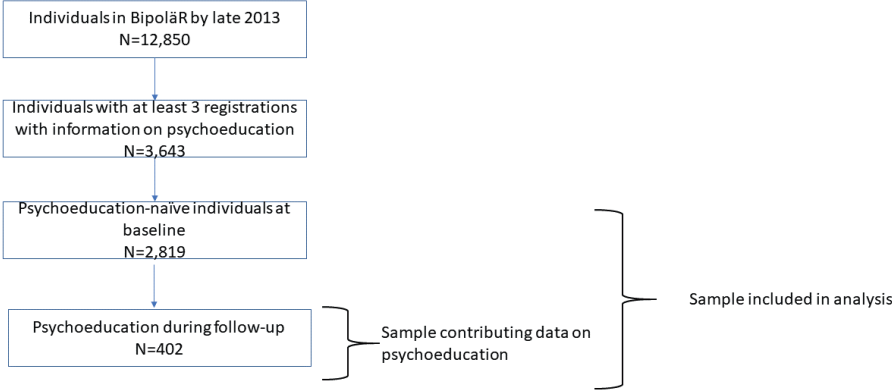 Individuals in BipoläR by late 2013
N=12,850
Individuals with at least 3 registrations
with information on psychoeducation
N=3,643
Psychoeducation-naïve individuals at
baseline
N=2,819
Psychoeducation during follow-up
N=402
Sample contributing data on
psychoeducation
Sample included in analysis